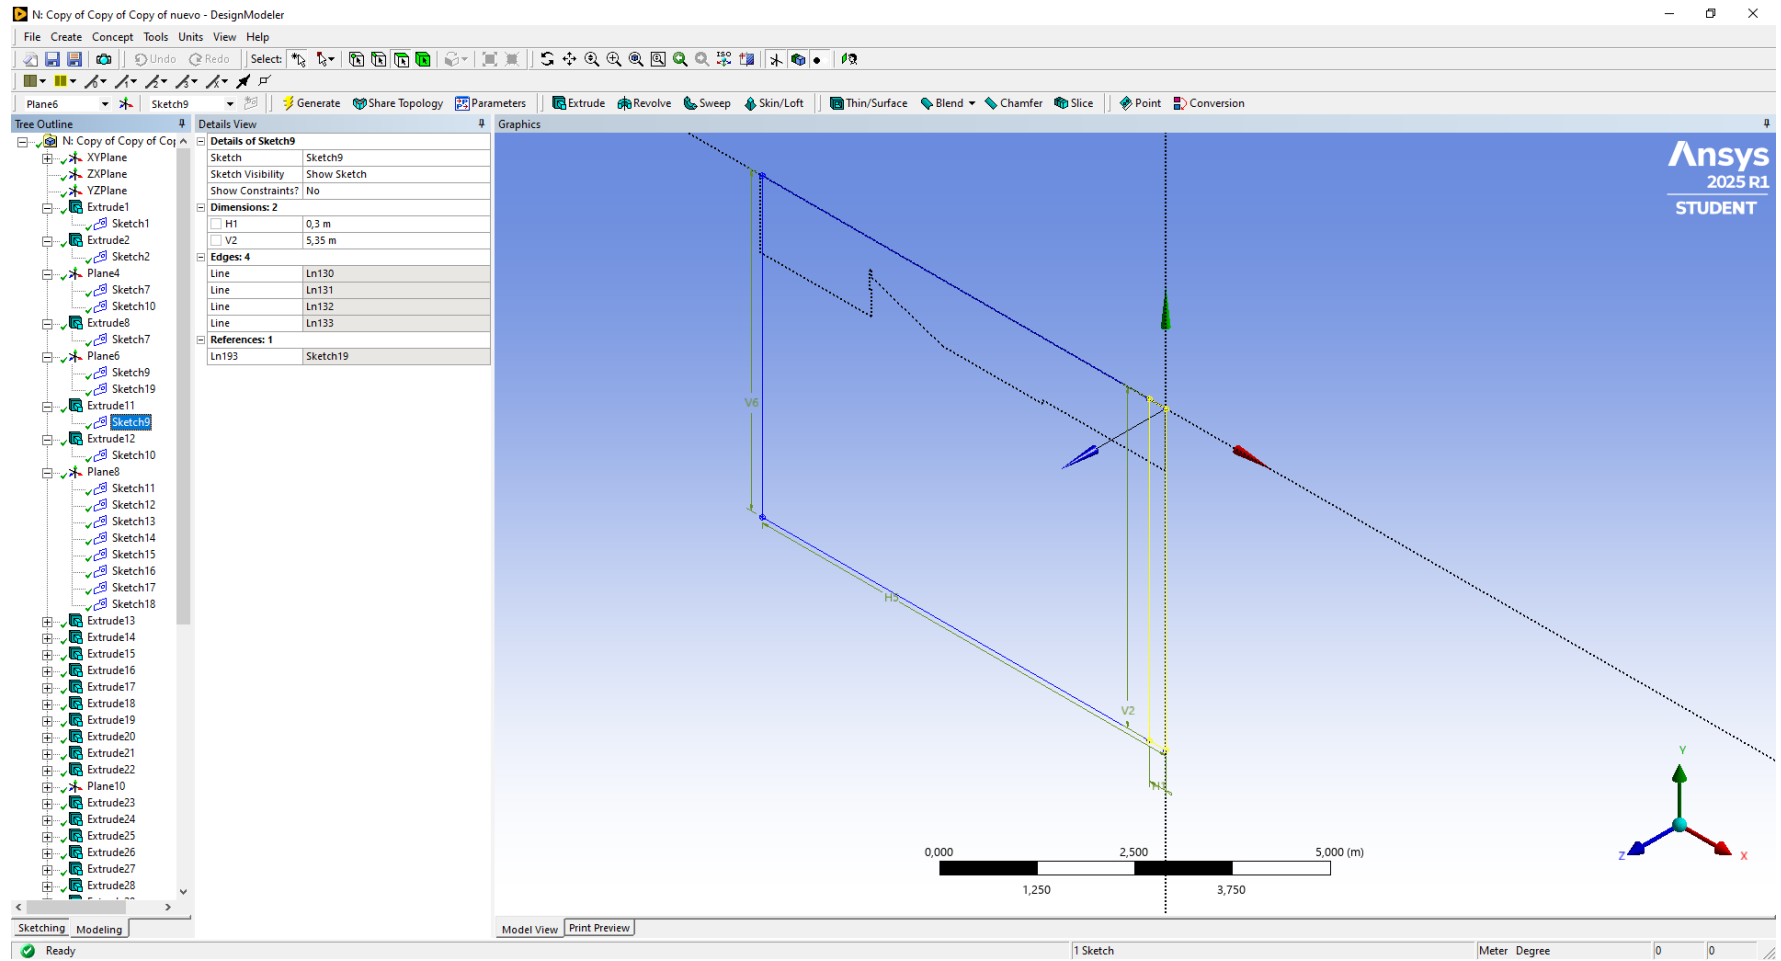 N: Copy of Copy of Copy of nuevo - DesignModeler
File Create Concept Tools Units View Help
Undo Redo Select: ISO
Plane6 Sketch9 Generate Share Topology Parameters Extrude Revolve Sweep Skin/Loft Thin/Surface Blend Chamfer Slice Point Conversion
Tree Outline
N: Copy of Copy of Cop
XYPlane
ZXPlane
YZPlane
Extrude1
Sketch1
Extrude2
Sketch2
Plane4
Sketch7
Sketch10
Extrude8
Sketch7
Plane6
Sketch9
Sketch19
Extrude11
Sketch9
Extrude12
Sketch10
Plane8
Sketch11
Sketch12
Sketch13
Sketch14
Sketch15
Sketch16
Sketch17
Sketch18
Extrude13
Extrude14
Extrude15
Extrude16
Extrude17
Extrude18
Extrude19
Extrude20
Extrude21
Extrude22
Plane10
Extrude23
Extrude24
Extrude25
Extrude26
Extrude27
Extrude28
Sketching Modeling
Details View
Details of Sketch9
Sketch Sketch9
Sketch Visibility Show Sketch
Show Constraints? No
Dimensions: 2
H1 0,3 m
V2 5,35 m
Edges: 4
Line Ln130
Line Ln131
Line Ln132
Line Ln133
References: 1
Ln193 Sketch19
Graphics
Ansys
2025 R1
STUDENT
V6
H5
V2
H1
Y
Z
X
0,000 2,500 5,000 (m)
1,250 3,750
Model View Print Preview
Ready 1 Sketch Meter Degree 0 0